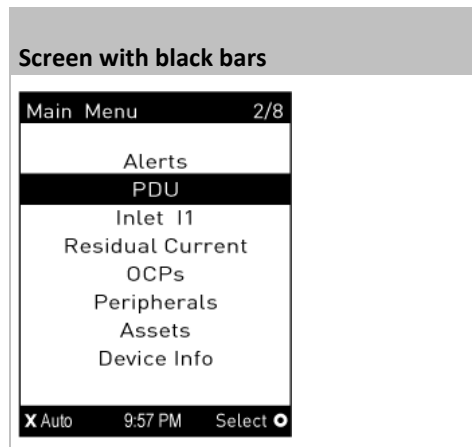 Screen with black bars
Main Menu 2/8
Alerts
PDU
Inlet I1
Residual Current
OCPs
Peripherals
Assets
Device Info
X Auto 9:57 PM Select O